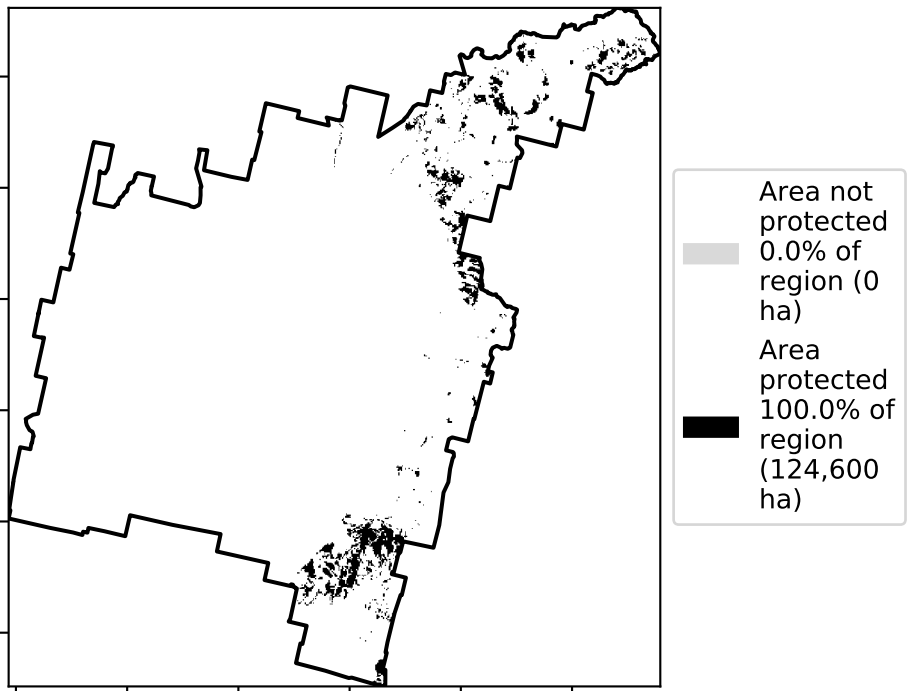 Area not
protected
0.0% of
region (0
ha)
Area
protected
100.0% of
region
(124,600
ha)